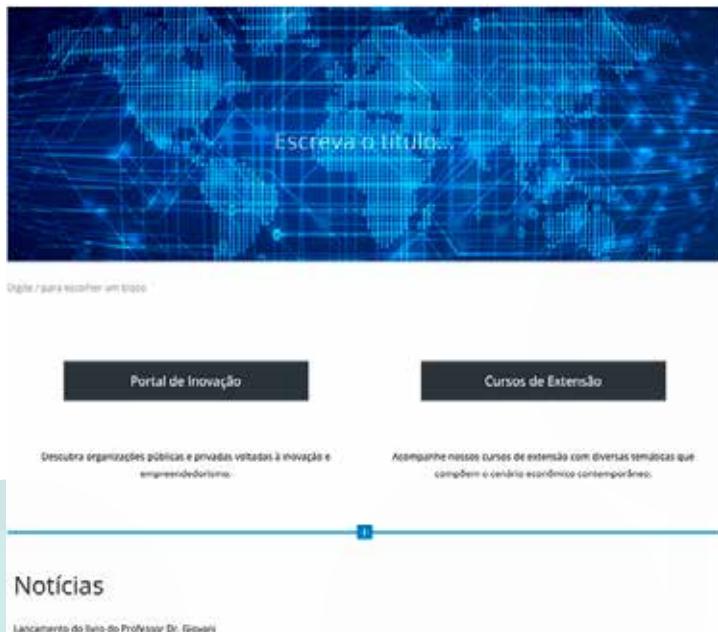 Escreva o título...
Digite / para escolher um bloco
Portal de Inovação
Cursos de Extensão
Descubra organizações públicas e privadas voltadas à inovação e
empreendedorismo.
Acompanhe nossos cursos de extensão com diversas temáticas que
compõem o cenário econômico contemporâneo.
Notícias
Lançamento do livro do Professor Dr. Giovani